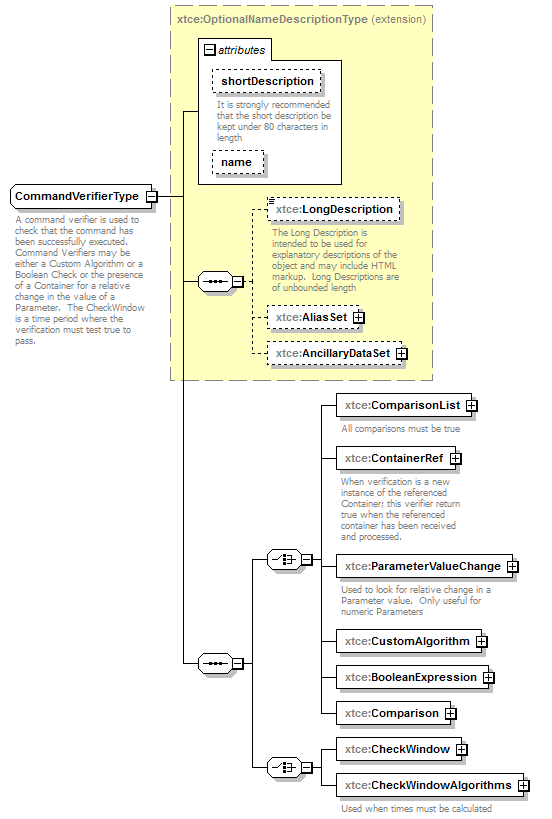 xtce:OptionalNameDescriptionType (extension)
attributes
shortDescription
It is strongly recommended
that the short description be
kept under 80 characters in
length
name
CommandVerifierType
A command verifier is used to
check that the command has
been successfully executed.
Command Verifiers may be
either a Custom Algorithm or a
Boolean Check or the presence
of a Container for a relative
change in the value of a
Parameter.  The CheckWindow
is a time period where the
verification must test true to
pass.
xtce:LongDescription
The Long Description is
intended to be used for
explanatory descriptions of the
object and may include HTML
markup.  Long Descriptions are
of unbounded length
xtce:AliasSet
xtce:AncillaryDataSet
xtce:ComparisonList
All comparisons must be true
xtce:ContainerRef
When verification is a new
instance of the referenced
Container; this verifier return
true when the referenced
container has been received
and processed.
xtce:ParameterValueChange
Used to look for relative change in a
Parameter value.  Only useful for
numeric Parameters
xtce:CustomAlgorithm
xtce:BooleanExpression
xtce:Comparison
xtce:CheckWindow
xtce:CheckWindowAlgorithms
Used when times must be calculated